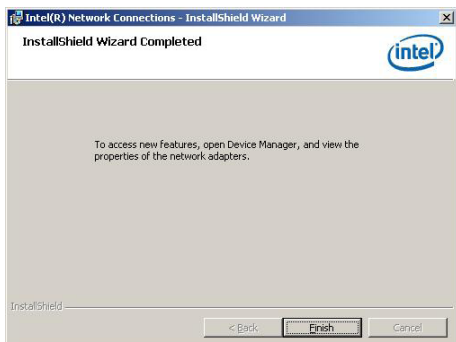 Intel(R) Network Connections - InstallShield Wizard
InstallShield Wizard Completed
intel
To access new features, open Device Manager, and view the
properties of the network adapters.
InstallShield
< Back
Finish
Cancel